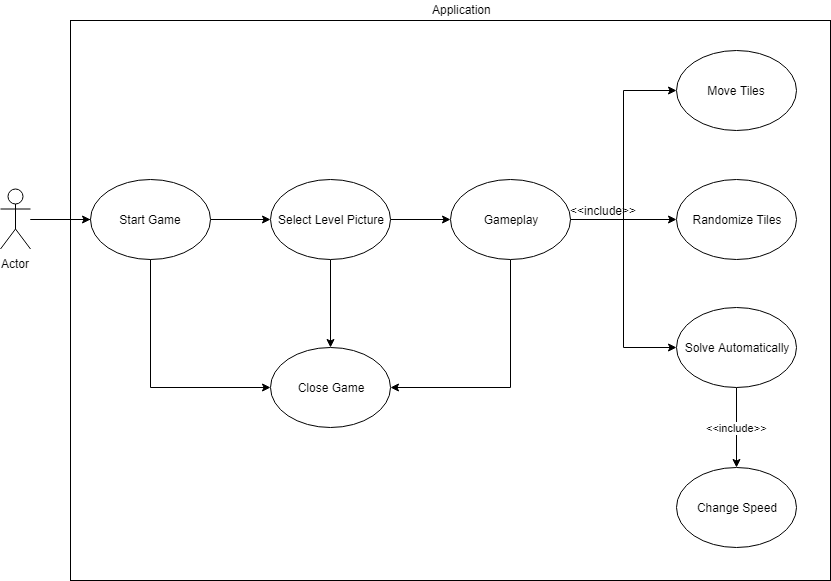 Application
Move Tiles
Start Game
Select Level Picture
Gameplay
<<include>>
Randomize Tiles
Actor
Solve Automatically
Close Game
<<include>>
Change Speed